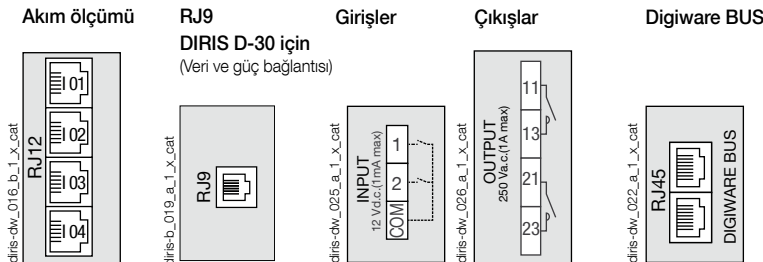 Akım ölçümü
RJ12
I 01
I 02
I 03
I 04
diris-dw_016_b_1_x_cat
RJ9
DIRIS D-30 için
(Veri ve güç bağlantısı)
RJ9
diris-b_019_a_1_x_cat
Girişler
INPUT
12 Vd.c.(1mA max)
1
2
COM
diris-dw_025_a_1_x_cat
Çıkışlar
OUTPUT
250 Va.c.(1A max)
11
13
21
23
diris-dw_026_a_1_x_cat
Digiware BUS
RJ45
DIGIWARE BUS
diris-dw_022_a_1_x_cat